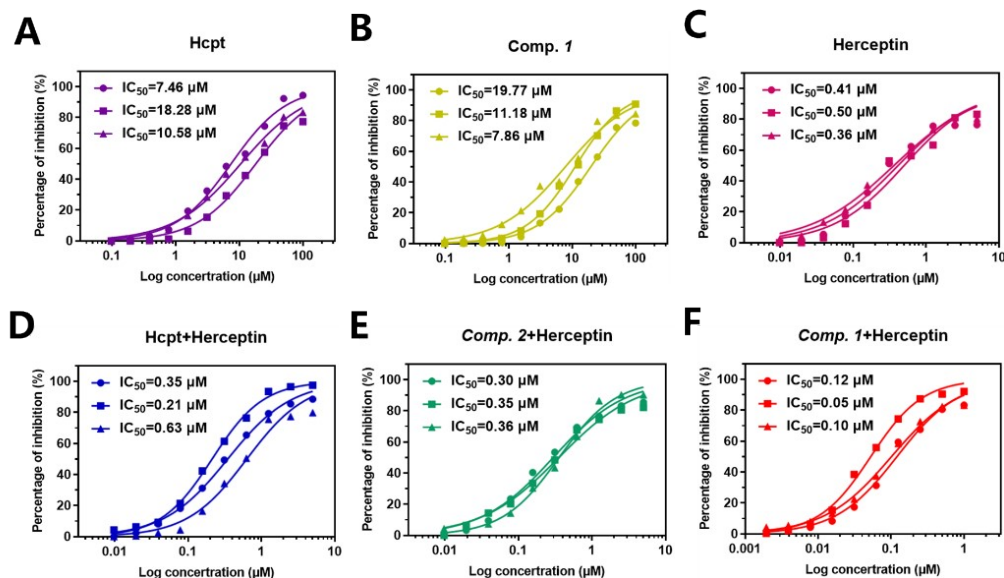 A
Hcpt
Percentage of inhibition (%)
100
80
60
40
20
0
IC50=7.46 μM
IC50=18.28 μM
IC50=10.58 μM
0.1
1
10
100
Log concertration (μM)
B
Comp. 1
Percentage of inhibition (%)
100
80
60
40
20
0
IC50=19.77 μM
IC50=11.18 μM
IC50=7.86 μM
0.1
1
10
100
Log concertration (μM)
C
Herceptin
Percentage of inhibition (%)
100
80
60
40
20
0
IC50=0.41 μM
IC50=0.50 μM
IC50=0.36 μM
0.01
0.1
1
10
Log concertration (μM)
D
Hcpt+Herceptin
Percentage of inhibition (%)
100
80
60
40
20
0
IC50=0.35 μM
IC50=0.21 μM
IC50=0.63 μM
0.01
0.1
1
10
Log concertration (μM)
E
Comp. 2+Herceptin
Percentage of inhibition (%)
100
80
60
40
20
0
IC50=0.30 μM
IC50=0.35 μM
IC50=0.36 μM
0.01
0.1
1
10
Log concertration (μM)
F
Comp. 1+Herceptin
Percentage of inhibition (%)
100
80
60
40
20
0
IC50=0.12 μM
IC50=0.05 μM
IC50=0.10 μM
0.001
0.01
0.1
1
10
Log concertration (μM)